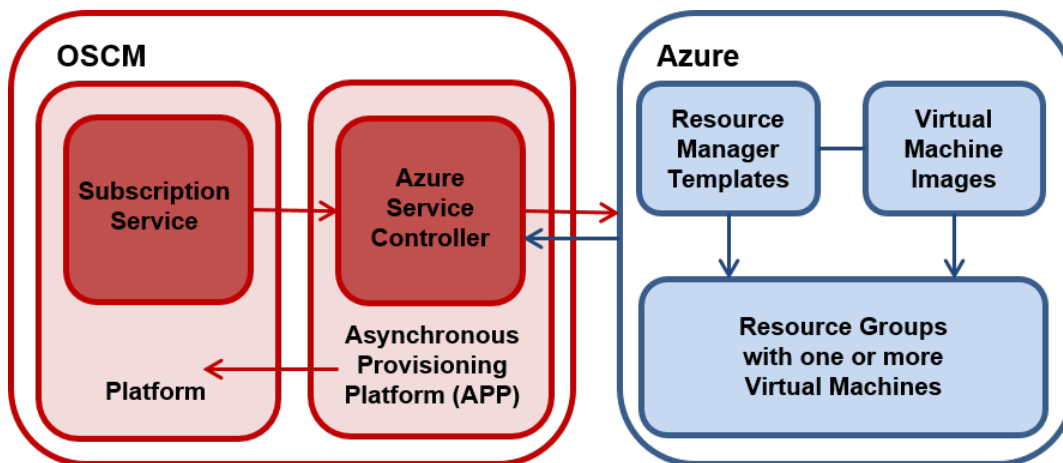 OSCM
Subscription
Service
Platform
Azure
Service
Controller
Asynchronous
Provisioning
Platform (APP)
Azure
Resource
Manager
Templates
Virtual
Machine
Images
Resource Groups
with one or more
Virtual Machines